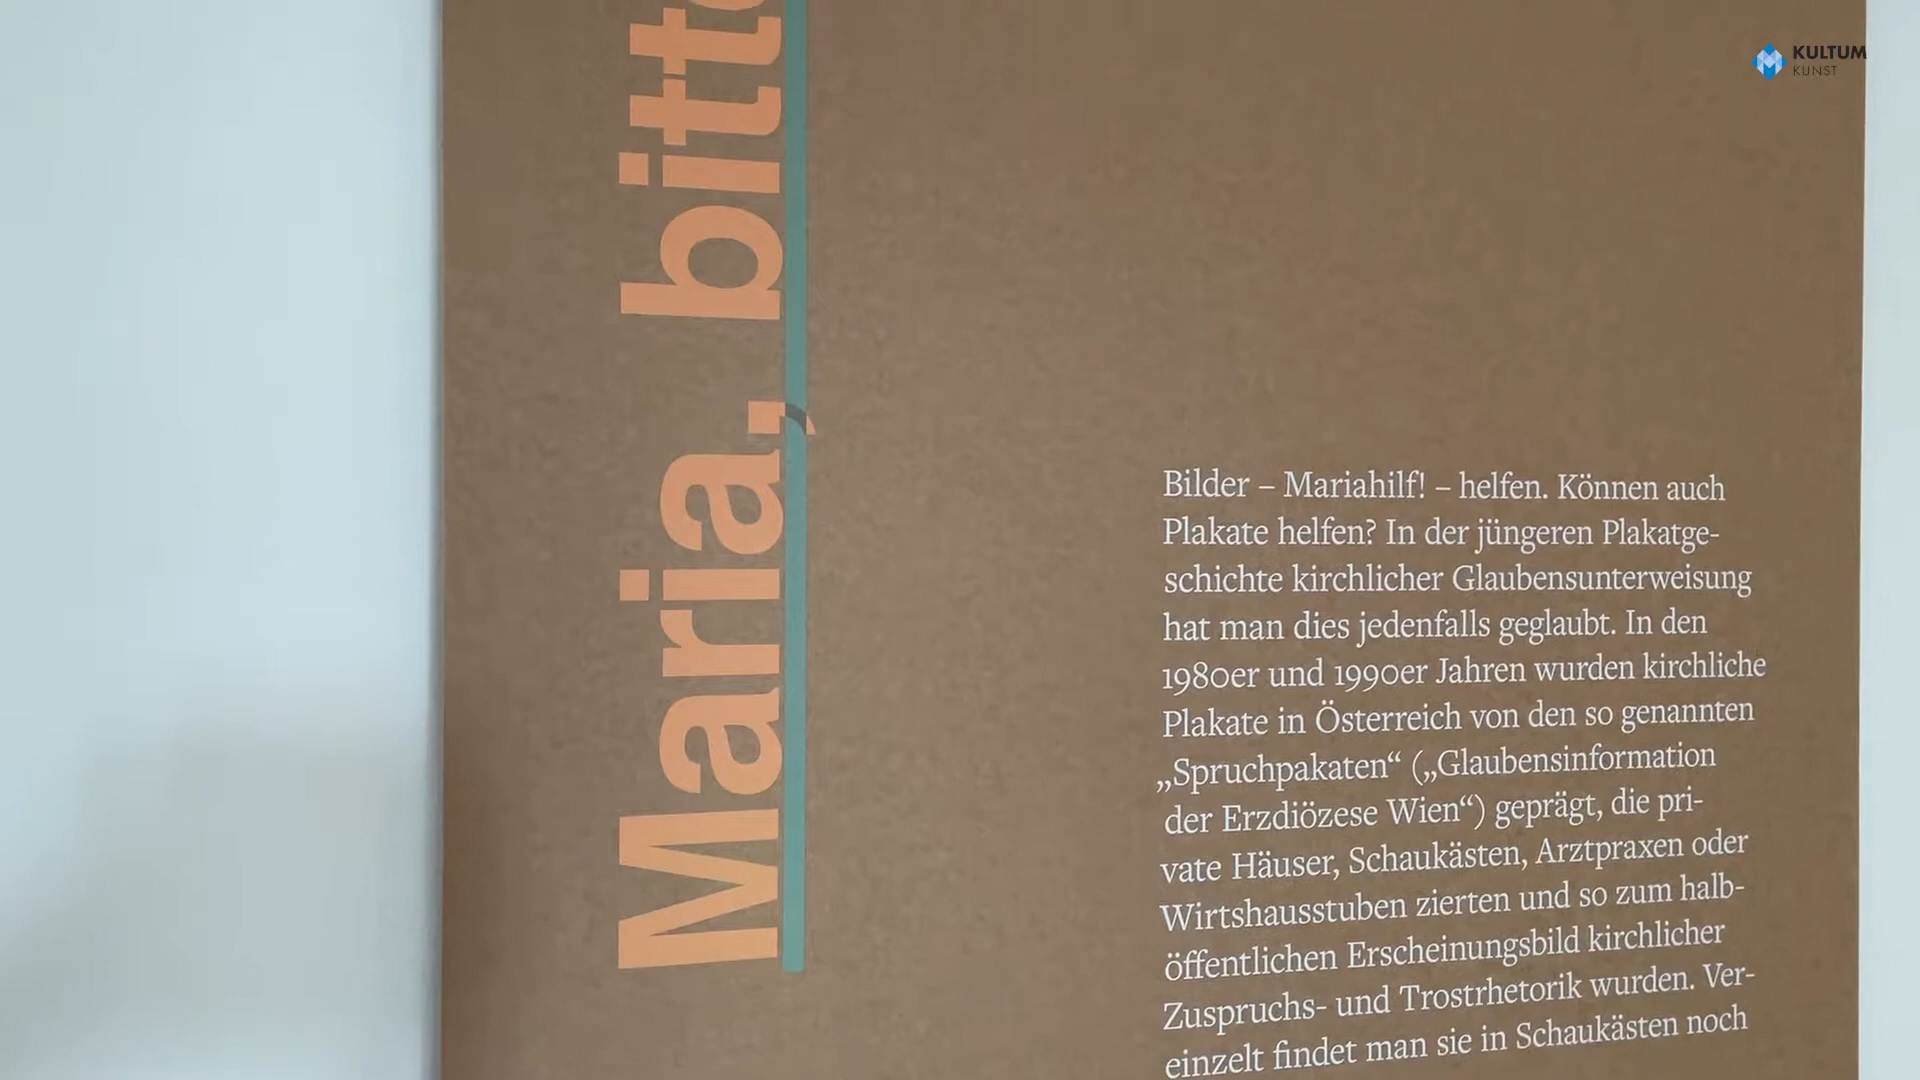 KULTUM
KUNST
Maria, bitt
Bilder – Mariahilf! – helfen. Können auch
Plakate helfen? In der jüngeren Plakatge-
schichte kirchlicher Glaubensunterweisung
hat man dies jedenfalls geglaubt. In den
1980er und 1990er Jahren wurden kirchliche
Plakate in Österreich von den so genannten
„Spruchpakaten“ („Glaubensinformation
der Erzdiözese Wien“) geprägt, die pri-
vate Häuser, Schaukästen, Arztpraxen oder
Wirtshausstuben zierten und so zum halb-
öffentlichen Erscheinungsbild kirchlicher
Zuspruchs- und Trostrhetorik wurden. Ver-
einzelt findet man sie in Schaukästen noch